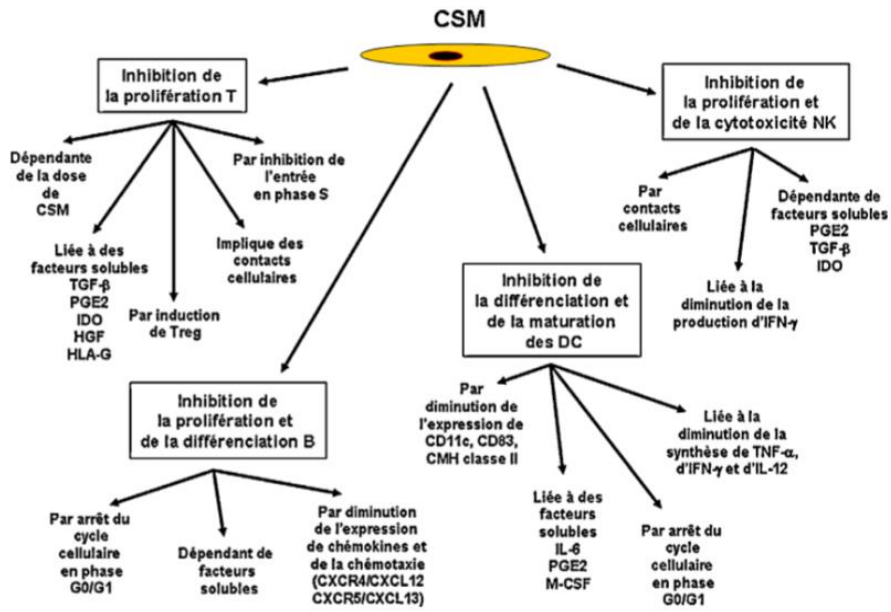 CSM
Inhibition de
la prolifération T
Dépendante
de la dose
de
CSM
Liée à des
facteurs solubles
TGF-β
PGE2
IDO
HGF
HLA-G
Par induction
de Treg
Implique des
contacts
cellulaires
Par inhibition de
l'entrée
en phase S
Inhibition de
la prolifération et
de la cytotoxicité NK
Par
contacts
cellulaires
Liée à la
diminution de la
production d'IFN-γ
Dépendante de
facteurs solubles
PGE2
TGF-β
IDO
Inhibition de
la prolifération et
de la différenciation B
Par arrêt du
cycle
cellulaire
en phase
G0/G1
Dépendant de
facteurs
solubles
Par diminution
de l'expression
de chémokines et
de la chémotaxie
(CXCR4/CXCL12
CXCR5/CXCL13)
Inhibition de
la différenciation et
de la maturation
des DC
Par
diminution de
l'expression de
CD11c, CD83,
CMH classe II
Liée à des
facteurs
solubles
IL-6
PGE2
M-CSF
Par arrêt du
cycle
cellulaire en
phase
G0/G1
Liée à la
diminution de la
synthèse de TNF-α,
d'IFN-γ et d'IL-12